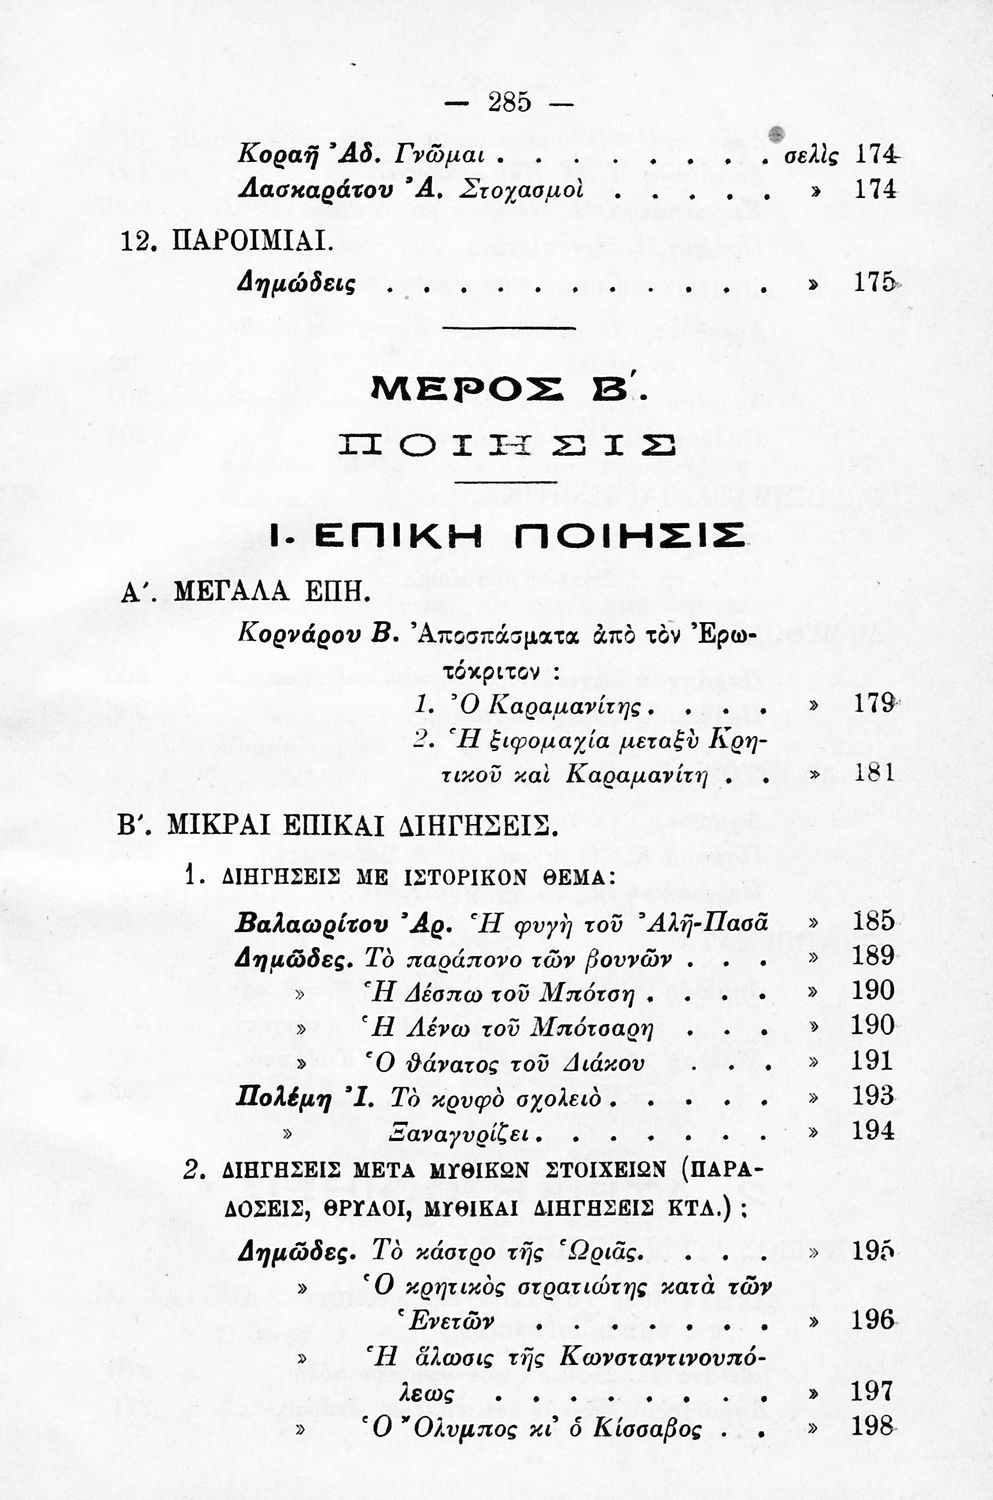 — 285 —
Κοραῆ Ἀδ. Γνῶμαι . . . . . . . . σελὶς 174
Λασκαράτου Ἀ. Στοχασμοὶ . . . . . » 174
12. ΠΑΡΟΙΜΙΑΙ.
Δημώδεις . . . . . . . . . . . » 175
ΜΕΡΟΣ Β΄.
ΠΟΙΗΣΙΣ
Ι. ΕΠΙΚΗ ΠΟΙΗΣΙΣ
Α΄. ΜΕΓΑΛΑ ΕΠΗ.
Κορνάρου Β. Ἀποσπάσματα ἀπὸ τὸν Ἐρω-
τόκριτον :
1. Ὁ Καραμανίτης . . . . » 179
2. Ἡ ξιφομαχία μεταξὺ Κρη-
τικοῦ καὶ Καραμανίτη . . » 181
Β΄. ΜΙΚΡΑΙ ΕΠΙΚΑΙ ΔΙΗΓΗΣΕΙΣ.
1. ΔΙΗΓΗΣΕΙΣ ΜΕ ΙΣΤΟΡΙΚΟΝ ΘΕΜΑ:
Βαλαωρίτου Ἀρ. Ἡ φυγὴ τοῦ Ἀλῆ-Πασᾶ » 185
Δημῶδες. Τὸ παράπονο τῶν βουνῶν . . . » 189
» Ἡ Δέσπω τοῦ Μπότση . . . . » 190
» Ἡ Λένω τοῦ Μπότσαρη . . . » 190
» Ὁ θάνατος τοῦ Διάκου . . . » 191
Πολέμη Ἰ. Τὸ κρυφὸ σχολειὸ . . . . . » 193
» Ξαναγυρίζει . . . . . . . » 194
2. ΔΙΗΓΗΣΕΙΣ ΜΕΤΑ ΜΥΘΙΚΩΝ ΣΤΟΙΧΕΙΩΝ (ΠΑΡΑ-
ΔΟΣΕΙΣ, ΘΡΥΛΟΙ, ΜΥΘΙΚΑΙ ΔΙΗΓΗΣΕΙΣ ΚΤΛ.) :
Δημῶδες. Τὸ κάστρο τῆς Ὡριᾶς . . . . » 195
» Ὁ κρητικὸς στρατιώτης κατὰ τῶν
Ἑνετῶν . . . . . . . » 196
» Ἡ ἅλωσις τῆς Κωνσταντινουπό-
λεως . . . . . . . . » 197
» Ὁ Ὄλυμπος κι' ὁ Κίσσαβος . . » 198